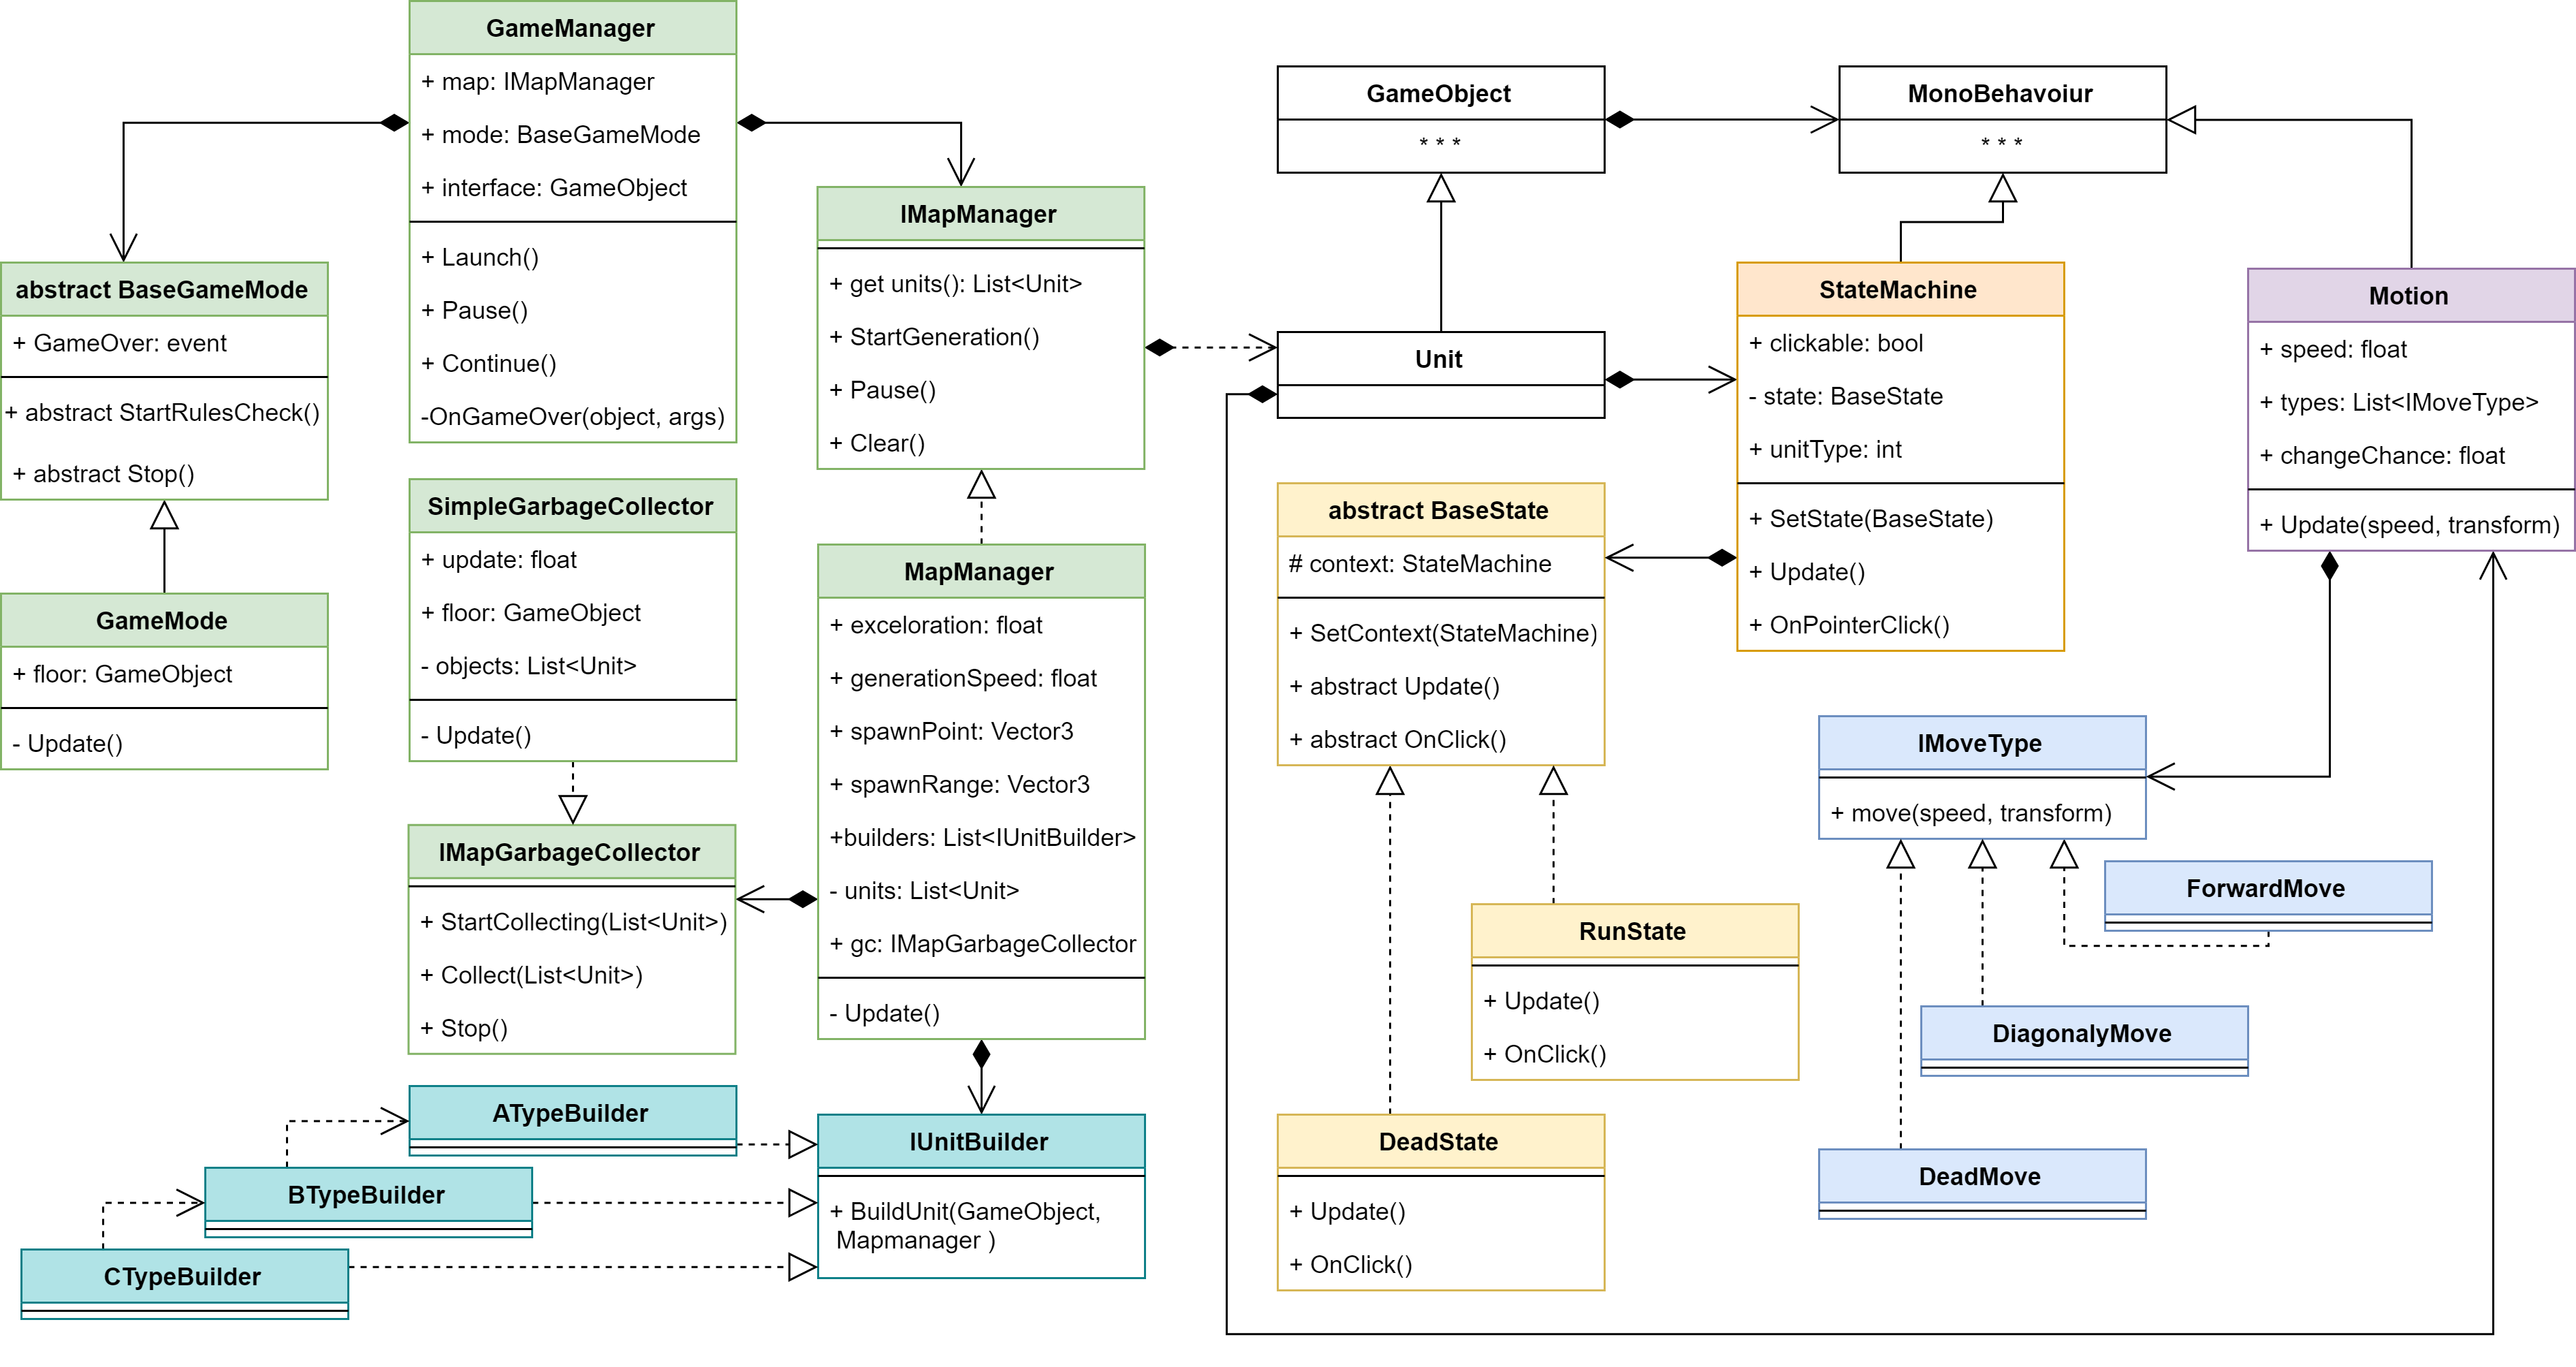 GameManager
+ map: IMapManager
+ mode: BaseGameMode
+ interface: GameObject
+ Launch()
+ Pause()
+ Continue()
-OnGameOver(object, args)
abstract BaseGameMode
+ GameOver: event
+ abstract StartRulesCheck()
+ abstract Stop()
GameMode
+ floor: GameObject
- Update()
SimpleGarbageCollector
+ update: float
+ floor: GameObject
- objects: List<Unit>
- Update()
IMapGarbageCollector
+ StartCollecting(List<Unit>)
+ Collect(List<Unit>)
+ Stop()
IMapManager
+ get units(): List<Unit>
+ StartGeneration()
+ Pause()
+ Clear()
MapManager
+ exceloration: float
+ generationSpeed: float
+ spawnPoint: Vector3
+ spawnRange: Vector3
+builders: List<IUnitBuilder>
- units: List<Unit>
+ gc: IMapGarbageCollector
- Update()
ATypeBuilder
BTypeBuilder
CTypeBuilder
IUnitBuilder
+ BuildUnit(GameObject,
Mapmanager )
GameObject
* * *
MonoBehavoiur
* * *
Unit
StateMachine
+ clickable: bool
- state: BaseState
+ unitType: int
+ SetState(BaseState)
+ Update()
+ OnPointerClick()
Motion
+ speed: float
+ types: List<IMoveType>
+ changeChance: float
+ Update(speed, transform)
abstract BaseState
# context: StateMachine
+ SetContext(StateMachine)
+ abstract Update()
+ abstract OnClick()
RunState
+ Update()
+ OnClick()
DeadState
+ Update()
+ OnClick()
IMoveType
+ move(speed, transform)
ForwardMove
DiagonalyMove
DeadMove